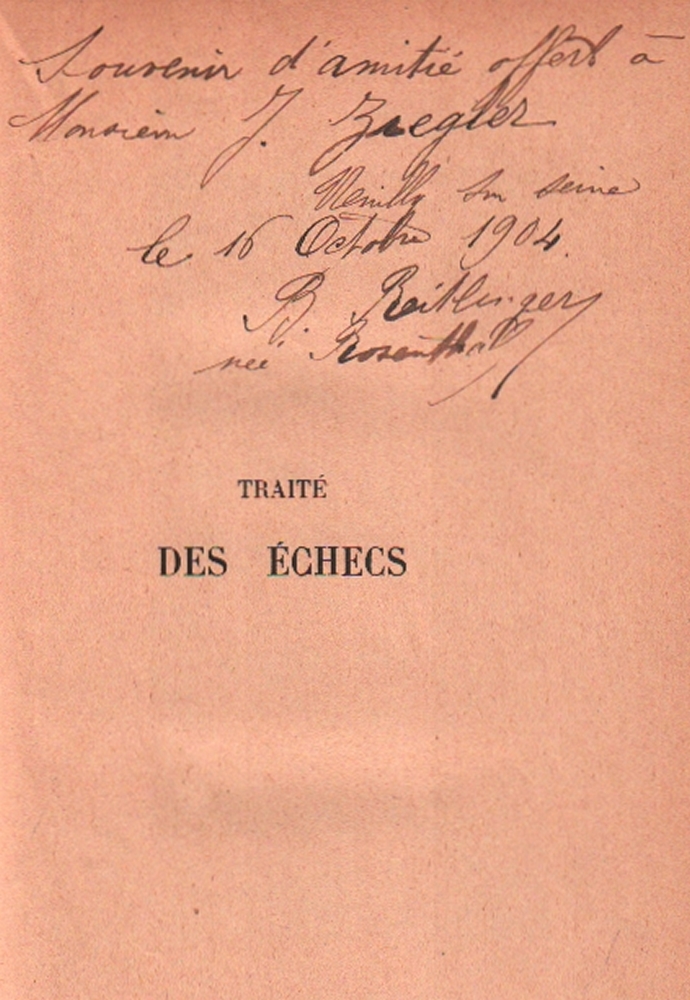 Souvenir d'amitié offert à
Monsieur J. Ziegler
Neuilly sur seine
le 16 Octobre 1904.
B. Reitlinger
née Rosenthal
TRAITÉ
DES ÉCHECS